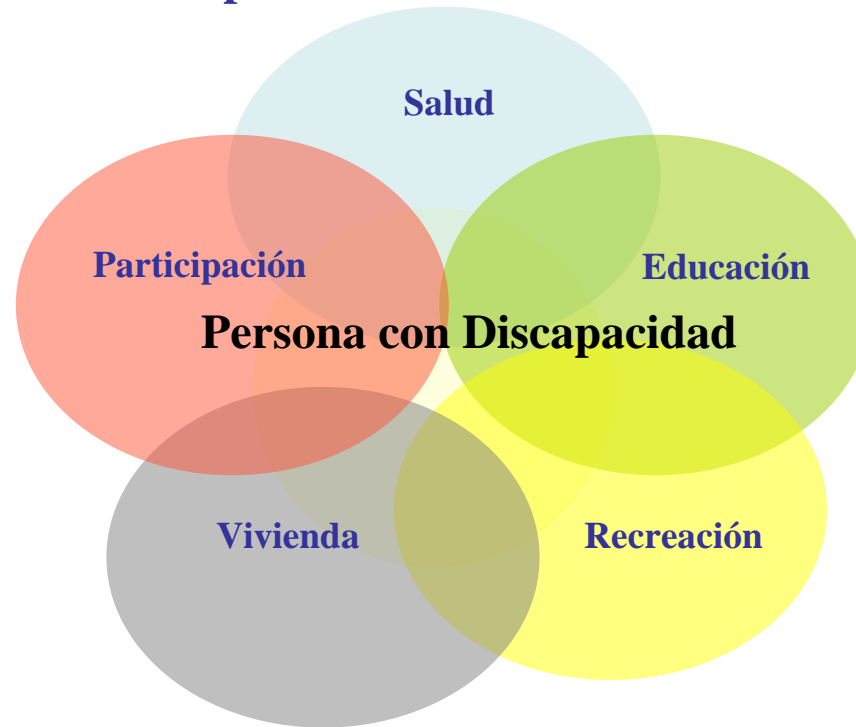 Salud
Participación
Educación
Persona con Discapacidad
Vivienda
Recreación